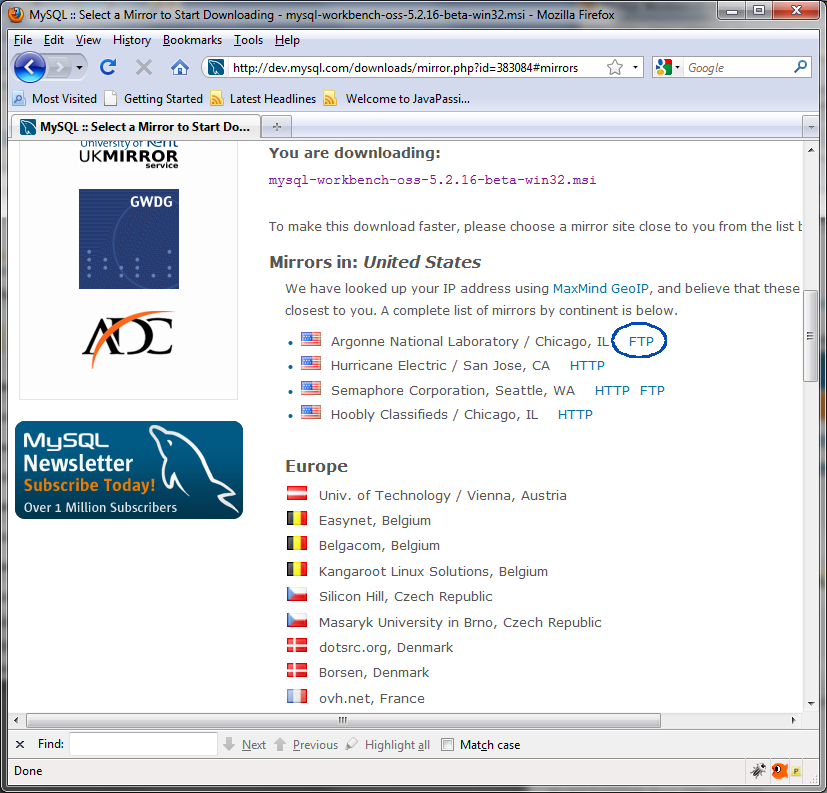 MySQL :: Select a Mirror to Start Downloading - mysql-workbench-oss-5.2.16-beta-win32.msi - Mozilla Firefox
File Edit View History Bookmarks Tools Help
http://dev.mysql.com/downloads/mirror.php?id=383084#mirrors
Google
Most Visited Getting Started Latest Headlines Welcome to JavaPassi...
MySQL :: Select a Mirror to Start Do...
University of Kent
UKMIRROR
service
GWDG
ADC
MySQL
Newsletter
Subscribe Today!
Over 1 Million Subscribers
You are downloading:
mysql-workbench-oss-5.2.16-beta-win32.msi
To make this download faster, please choose a mirror site close to you from the list b
Mirrors in: United States
We have looked up your IP address using MaxMind GeoIP, and believe that these
closest to you. A complete list of mirrors by continent is below.
Argonne National Laboratory / Chicago, IL FTP
Hurricane Electric / San Jose, CA HTTP
Semaphore Corporation, Seattle, WA HTTP FTP
Hoobly Classifieds / Chicago, IL HTTP
Europe
Univ. of Technology / Vienna, Austria
Easynet, Belgium
Belgacom, Belgium
Kangaroot Linux Solutions, Belgium
Silicon Hill, Czech Republic
Masaryk University in Brno, Czech Republic
dotsrc.org, Denmark
Borsen, Denmark
ovh.net, France
Find: Next Previous Highlight all Match case
Done